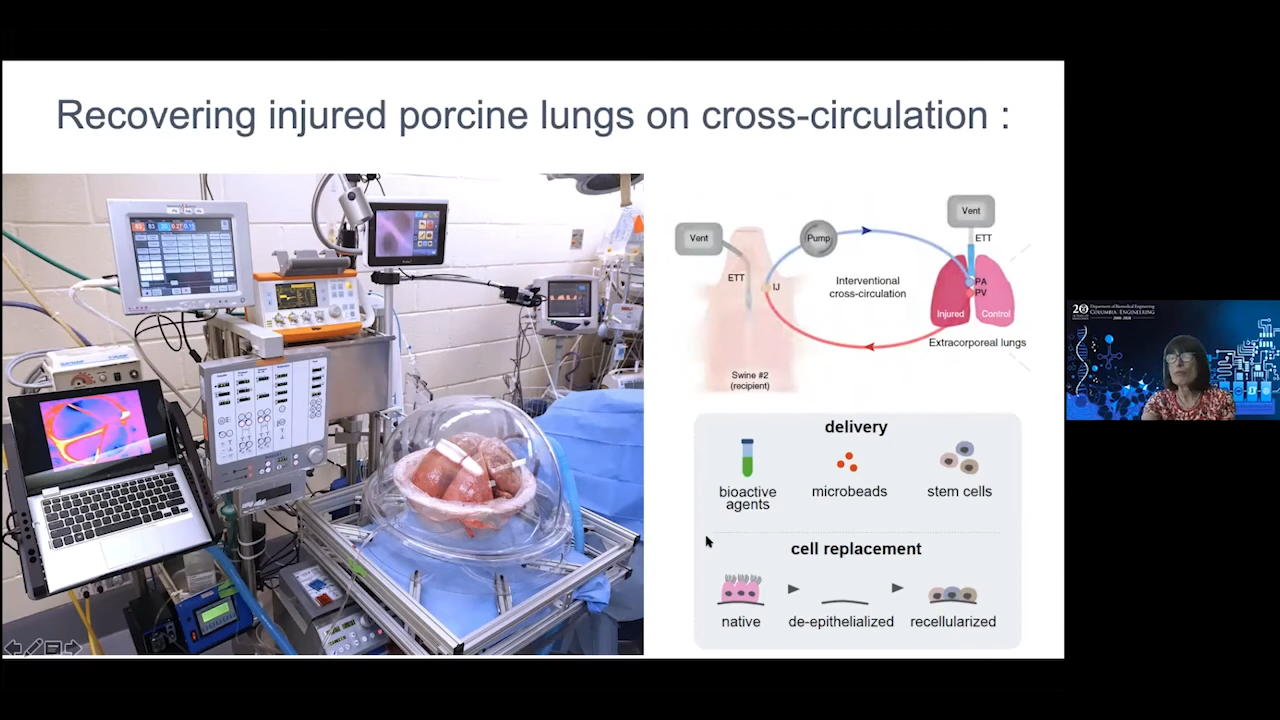 Recovering injured porcine lungs on cross-circulation :
Vent
Pump
Vent
ETT
ETT
IJ
PA
PV
Interventional
cross-circulation
Injured
Control
Extracorporeal lungs
Swine #2
(recipient)
delivery
bioactive
agents
microbeads
stem cells
cell replacement
native
de-epithelialized
recellularized
Department of Biomedical Engineering
COLUMBIA ENGINEERING